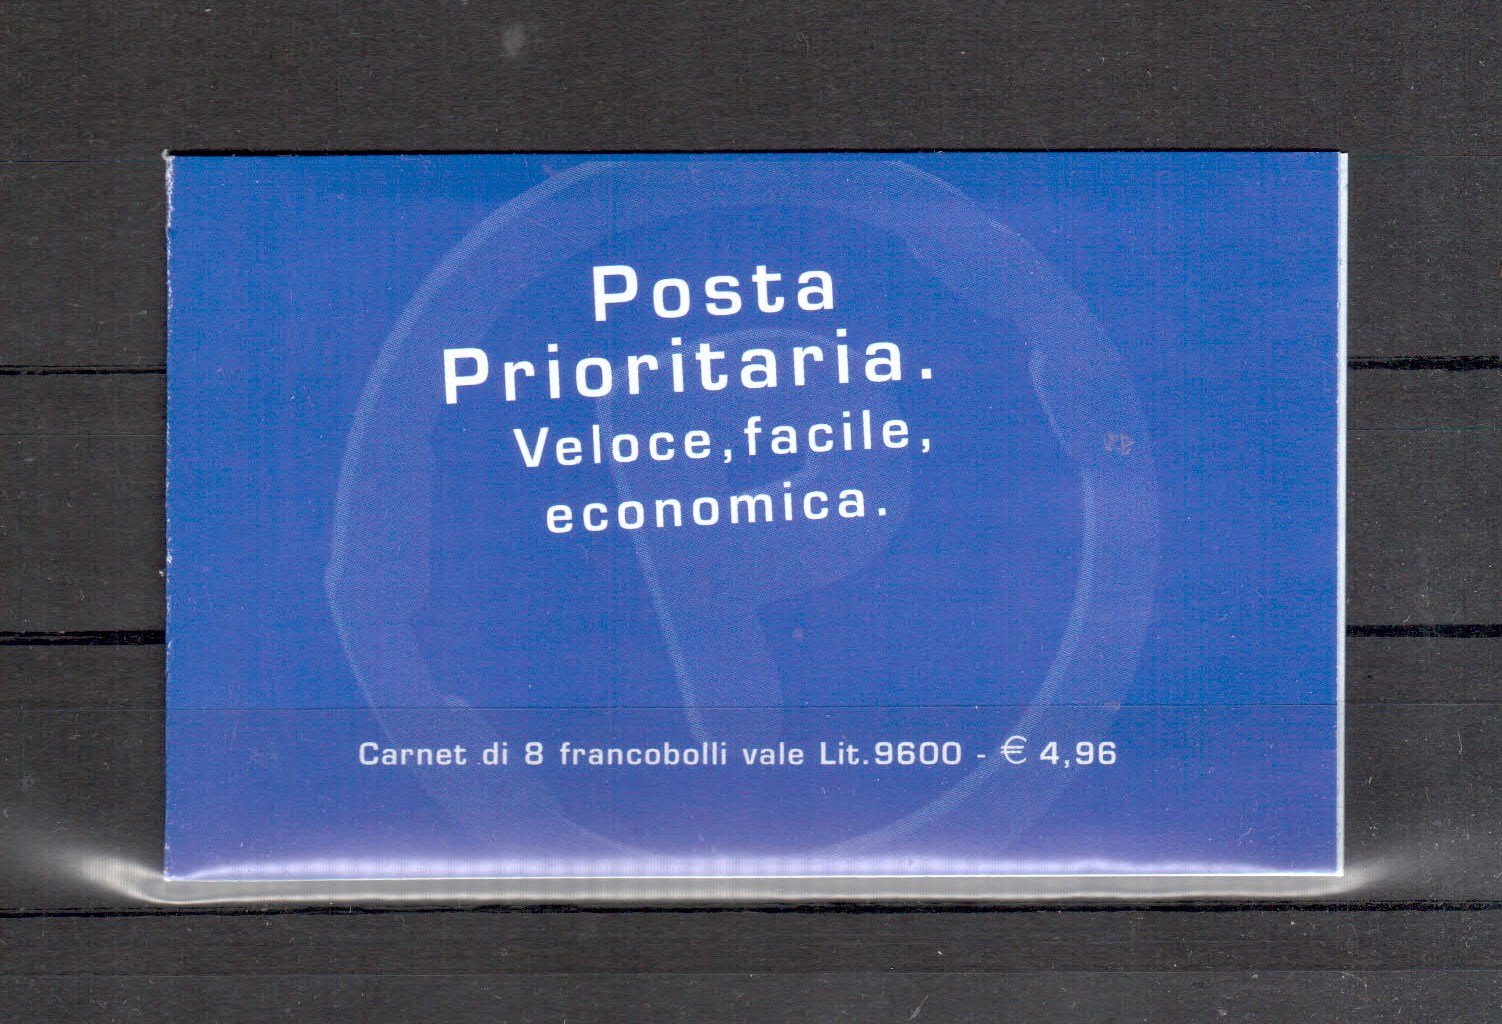 Posta
Prioritaria.
Veloce, facile,
economica.
Carnet di 8 francobolli vale Lit.9600 - € 4,96